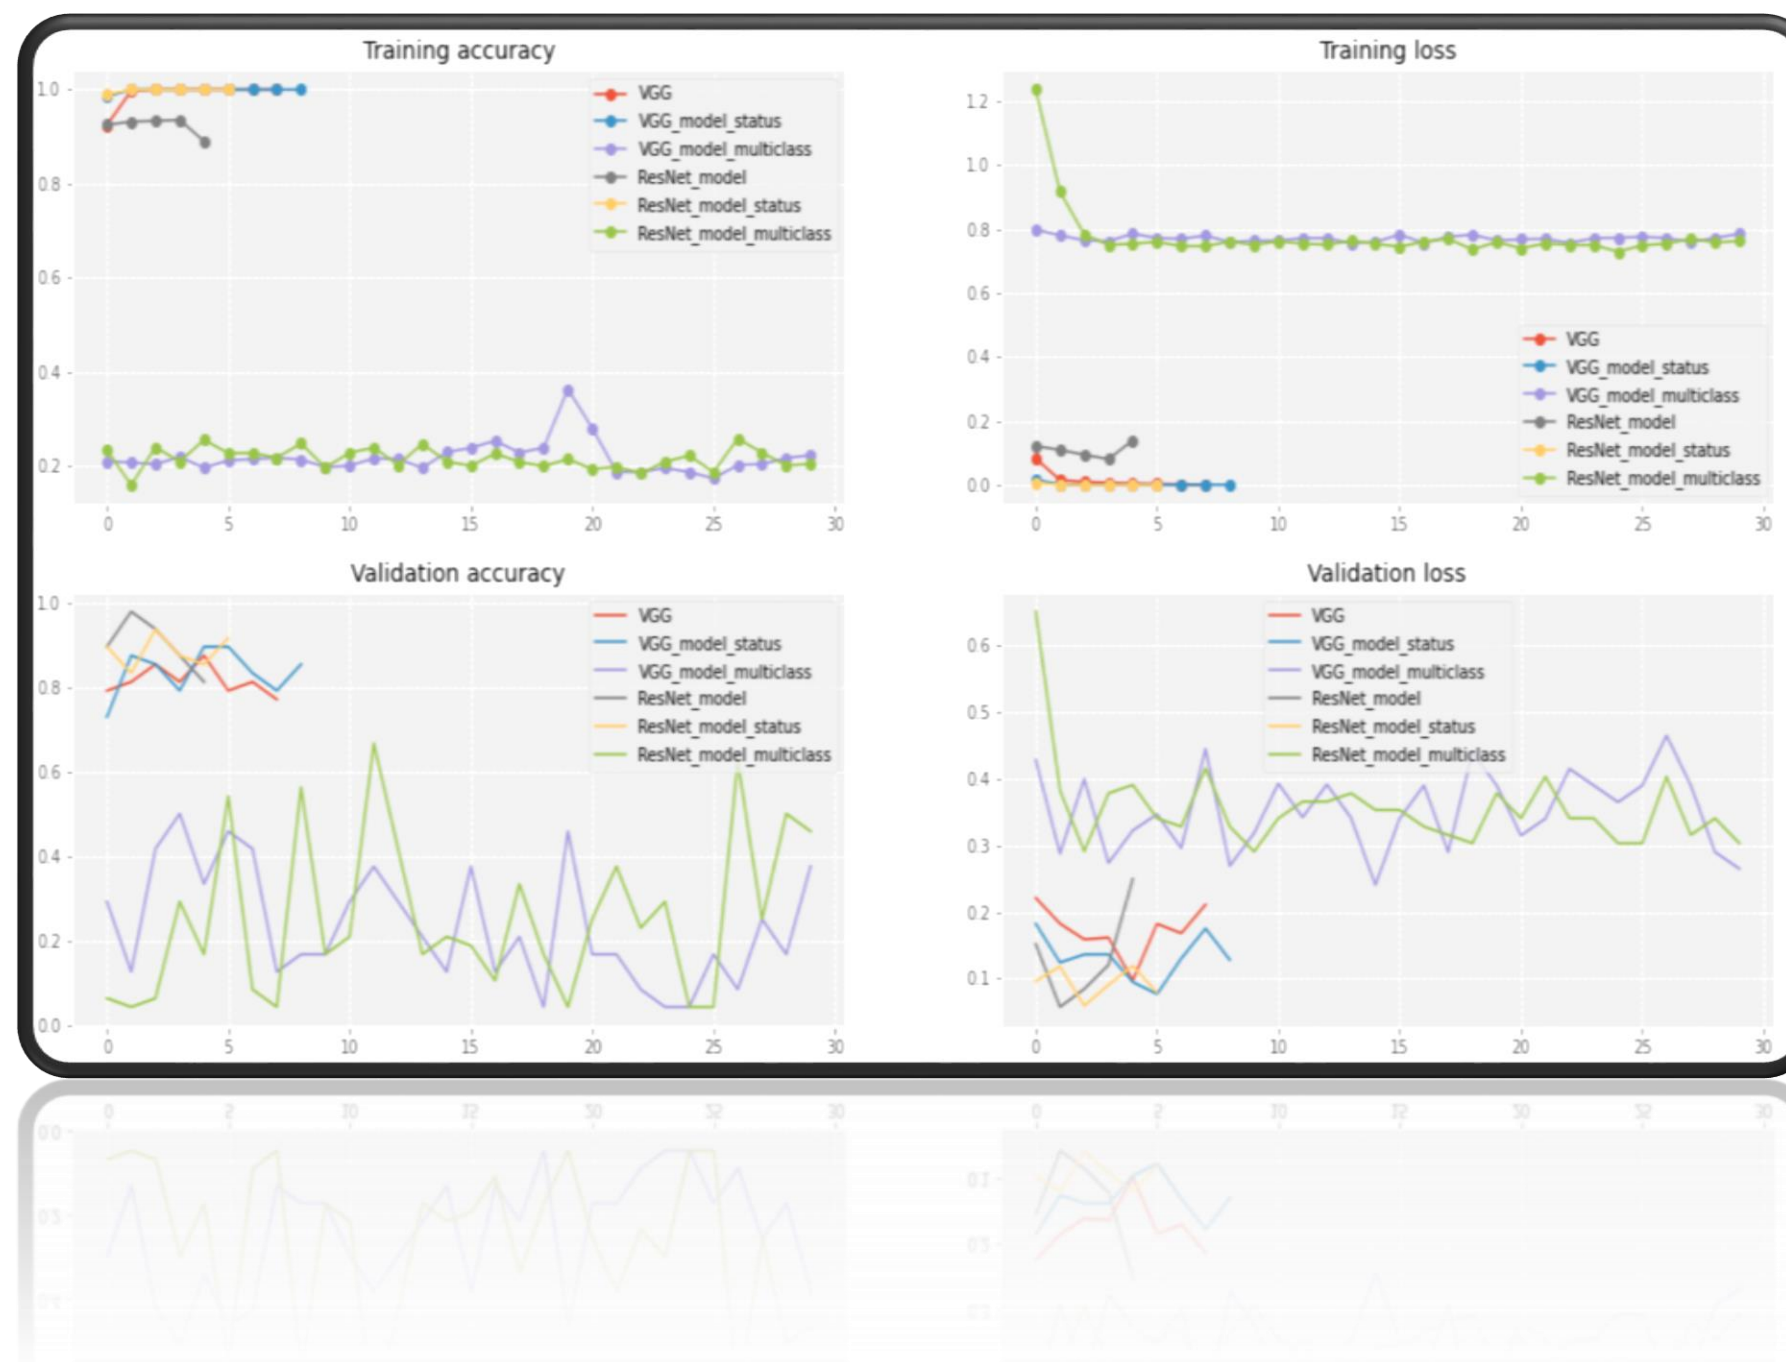 Training accuracy
1.0
0.8
0.6
0.4
0.2
0 5 10 15 20 25 30
VGG
VGG_model_status
VGG_model_multiclass
ResNet_model
ResNet_model_status
ResNet_model_multiclass
Training loss
1.2
1.0
0.8
0.6
0.4
0.2
0.0
0 5 10 15 20 25 30
VGG
VGG_model_status
VGG_model_multiclass
ResNet_model
ResNet_model_status
ResNet_model_multiclass
Validation accuracy
1.0
0.8
0.6
0.4
0.2
0.0
0 5 10 15 20 25 30
VGG
VGG_model_status
VGG_model_multiclass
ResNet_model
ResNet_model_status
ResNet_model_multiclass
Validation loss
0.6
0.5
0.4
0.3
0.2
0.1
0 5 10 15 20 25 30
VGG
VGG_model_status
VGG_model_multiclass
ResNet_model
ResNet_model_status
ResNet_model_multiclass